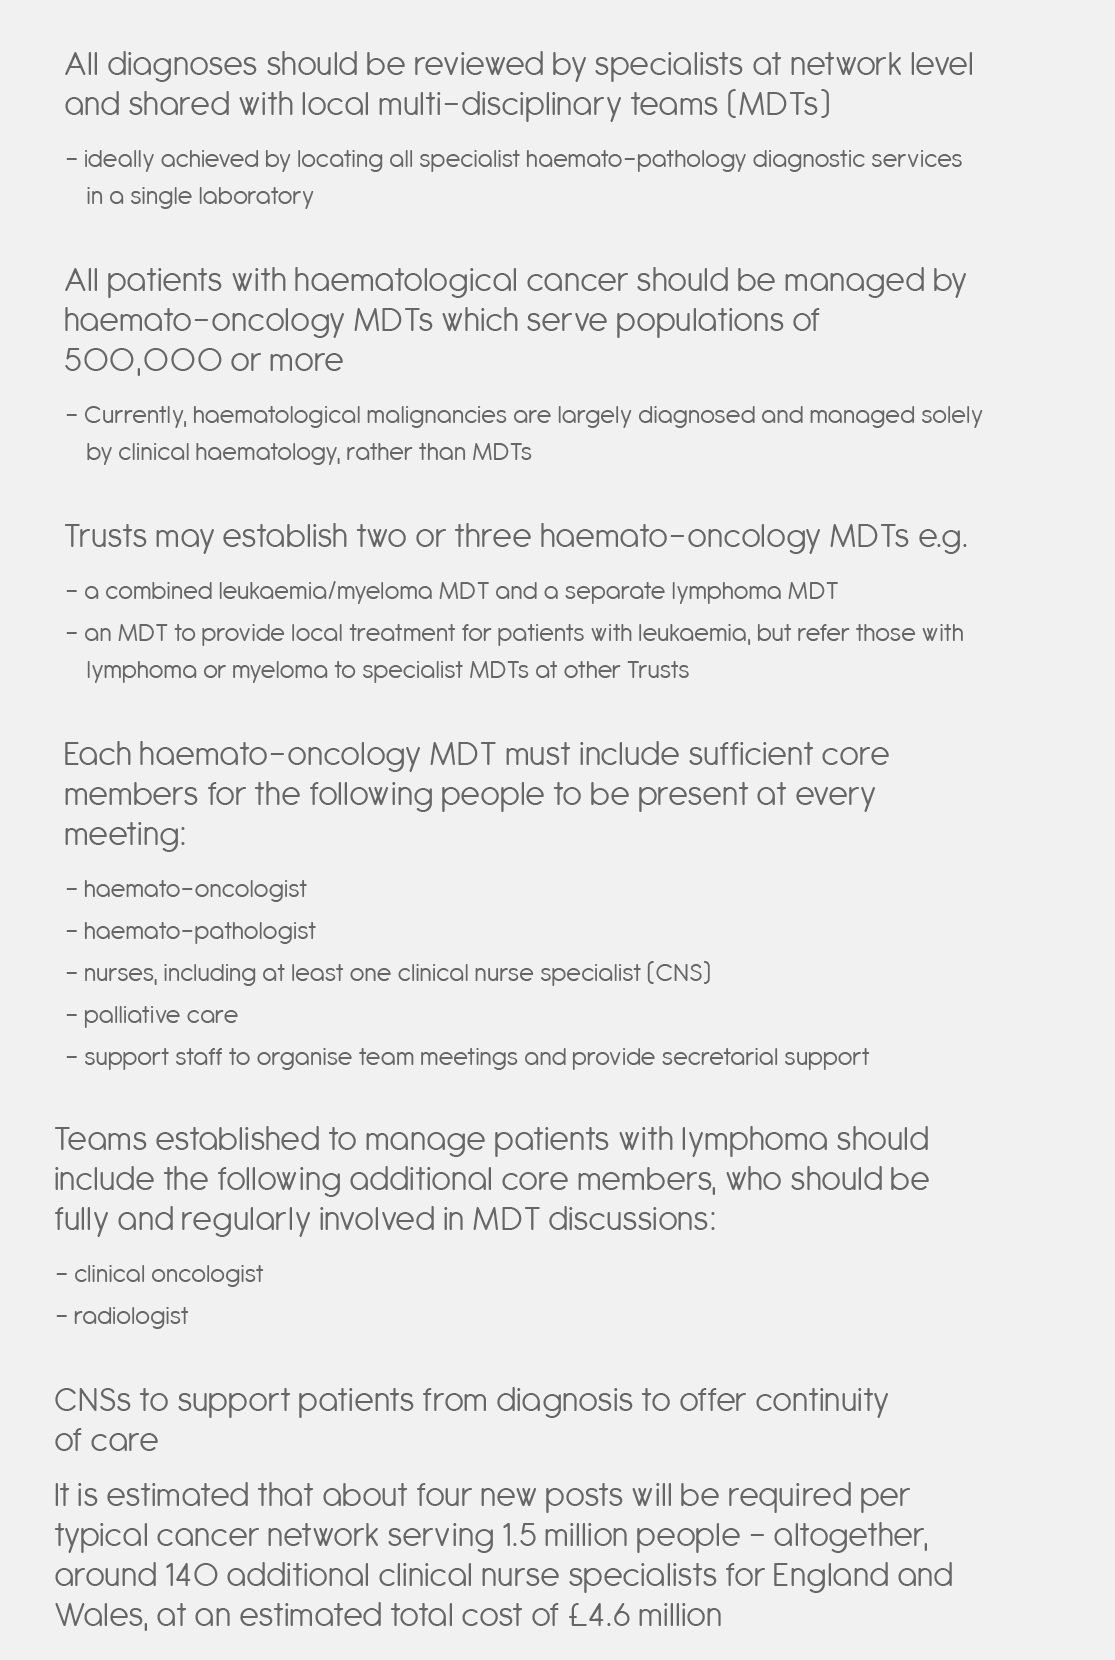 All diagnoses should be reviewed by specialists at network level
and shared with local multi-disciplinary teams (MDTs)
- ideally achieved by locating all specialist haemato-pathology diagnostic services
in a single laboratory
All patients with haematological cancer should be managed by
haemato-oncology MDTs which serve populations of
500,000 or more
- Currently, haematological malignancies are largely diagnosed and managed solely
by clinical haematology, rather than MDTs
Trusts may establish two or three haemato-oncology MDTs e.g.
- a combined leukaemia/myeloma MDT and a separate lymphoma MDT
- an MDT to provide local treatment for patients with leukaemia, but refer those with
lymphoma or myeloma to specialist MDTs at other Trusts
Each haemato-oncology MDT must include sufficient core
members for the following people to be present at every
meeting:
- haemato-oncologist
- haemato-pathologist
- nurses, including at least one clinical nurse specialist (CNS)
- palliative care
- support staff to organise team meetings and provide secretarial support
Teams established to manage patients with lymphoma should
include the following additional core members, who should be
fully and regularly involved in MDT discussions:
- clinical oncologist
- radiologist
CNSs to support patients from diagnosis to offer continuity
of care
It is estimated that about four new posts will be required per
typical cancer network serving 1.5 million people - altogether,
around 140 additional clinical nurse specialists for England and
Wales, at an estimated total cost of £4.6 million